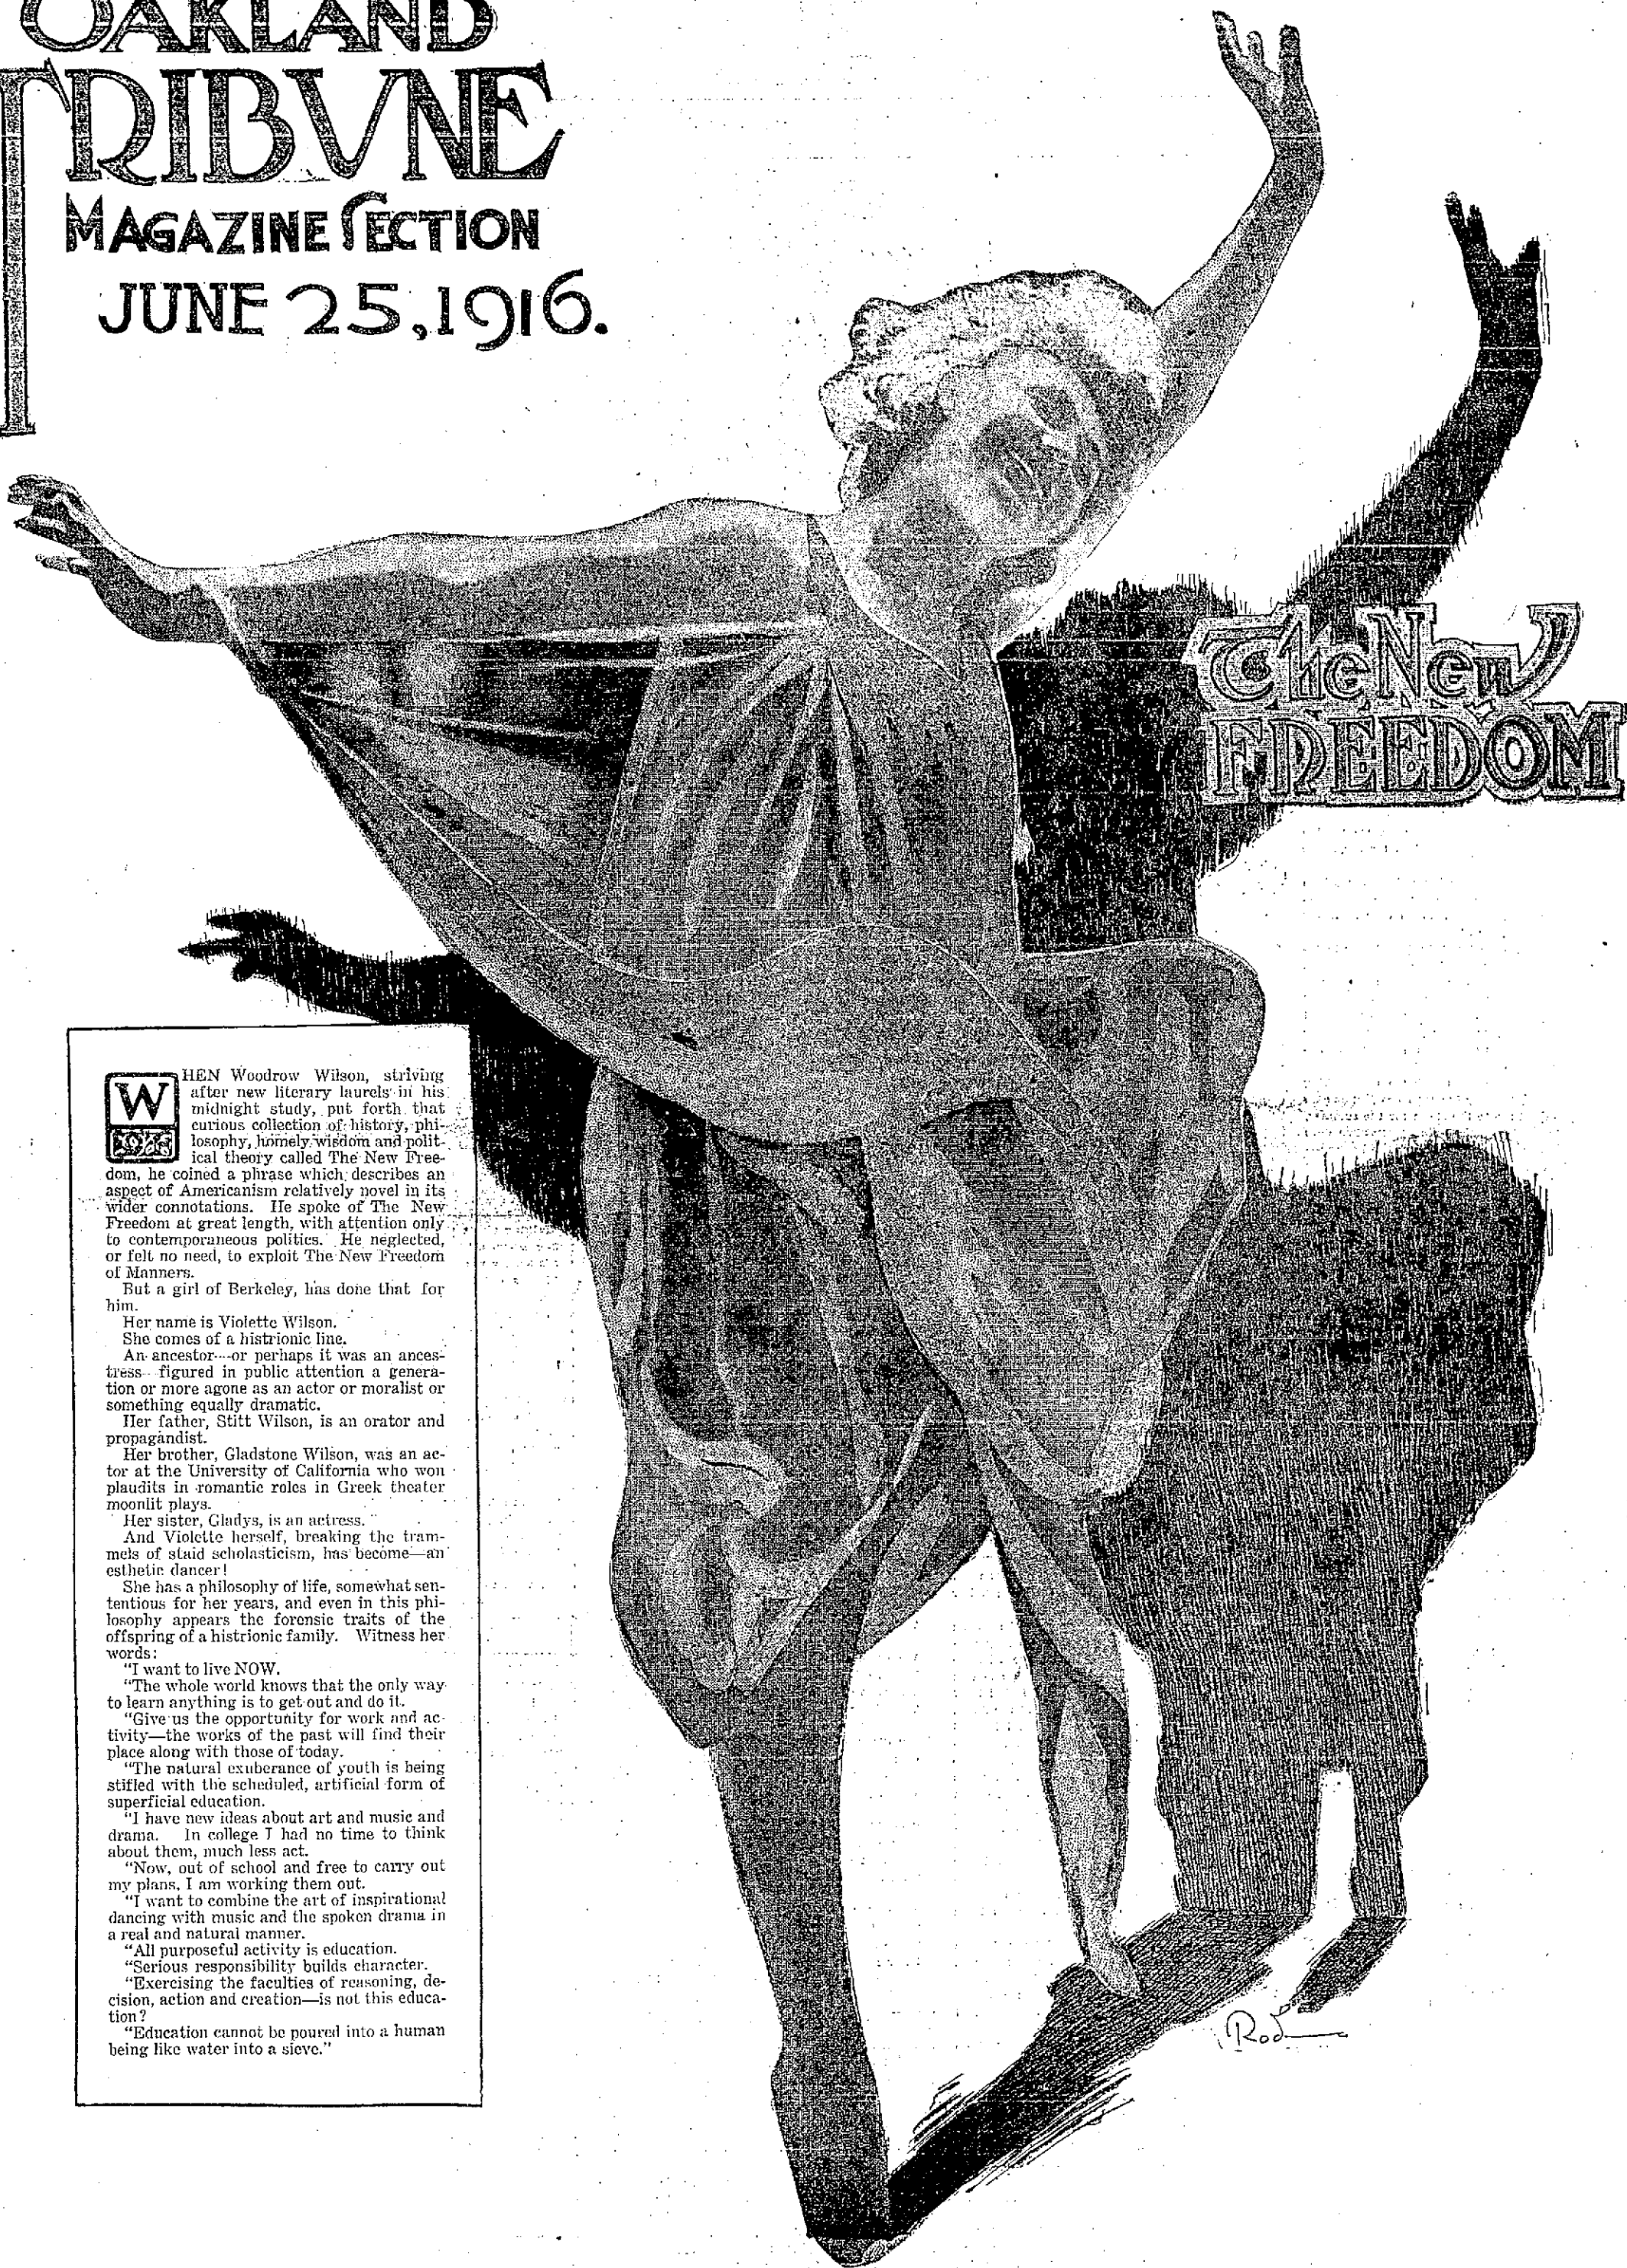 OAKLAND
TRIBVNE
MAGAZINE SECTION
JUNE 25, 1916.
The New
FREEDOM
WHEN Woodrow Wilson, striving
after new literary laurels in his
midnight study, put forth that
curious collection of history, phi-
losophy, homely wisdom and polit-
ical theory called The New Free-
dom, he coined a phrase which describes an
aspect of Americanism relatively novel in its
wider connotations. He spoke of The New
Freedom at great length, with attention only
to contemporaneous politics. He neglected,
or felt no need, to exploit The New Freedom
of Manners.
But a girl of Berkeley, has done that for
him.
Her name is Violette Wilson.
She comes of a histrionic line.
An ancestor—or perhaps it was an ances-
tress—figured in public attention a genera-
tion or more agone as an actor or moralist or
something equally dramatic.
Her father, Stitt Wilson, is an orator and
propagandist.
Her brother, Gladstone Wilson, was an ac-
tor at the University of California who won
plaudits in romantic roles in Greek theater
moonlit plays.
Her sister, Gladys, is an actress.
And Violette herself, breaking the tram-
mels of staid scholasticism, has become—an
esthetic dancer!
She has a philosophy of life, somewhat sen-
tentious for her years, and even in this phi-
losophy appears the forensic traits of the
offspring of a histrionic family. Witness her
words:
"I want to live NOW.
"The whole world knows that the only way
to learn anything is to get out and do it.
"Give us the opportunity for work and ac-
tivity—the works of the past will find their
place along with those of today.
"The natural exuberance of youth is being
stifled with the scheduled, artificial form of
superficial education.
"I have new ideas about art and music and
drama. In college I had no time to think
about them, much less act.
"Now, out of school and free to carry out
my plans, I am working them out.
"I want to combine the art of inspirational
dancing with music and the spoken drama in
a real and natural manner.
"All purposeful activity is education.
"Serious responsibility builds character.
"Exercising the faculties of reasoning, de-
cision, action and creation—is not this educa-
tion?
"Education cannot be poured into a human
being like water into a sieve."